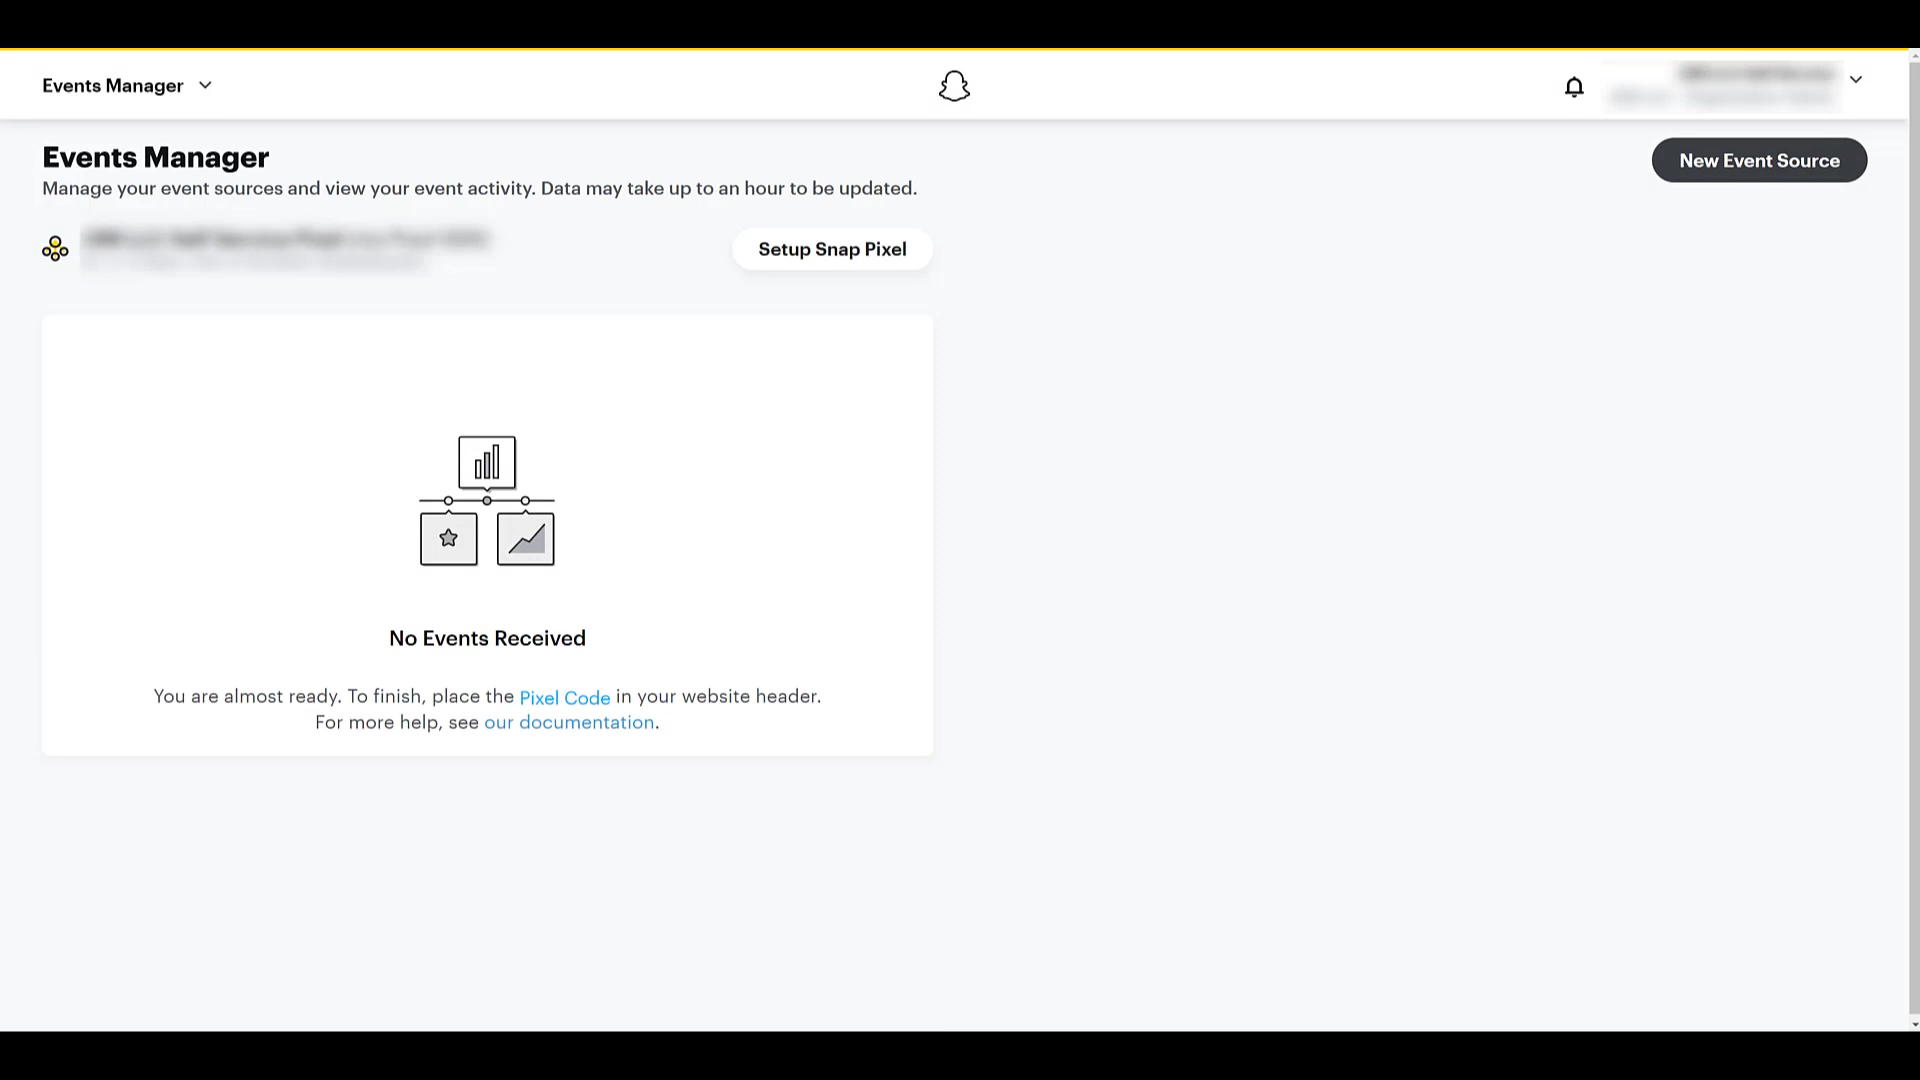 Events Manager
Events Manager
New Event Source
Manage your event sources and view your event activity. Data may take up to an hour to be updated.
Setup Snap Pixel
No Events Received
You are almost ready. To finish, place the Pixel Code in your website header.
For more help, see our documentation.